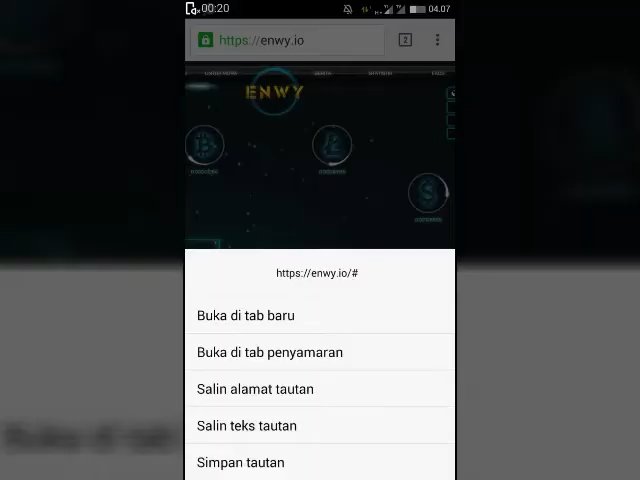 00:20
04.07
https://enwy.io
2
ENWY
https://enwy.io/#
Buka di tab baru
Buka di tab penyamaran
Salin alamat tautan
Salin teks tautan
Simpan tautan